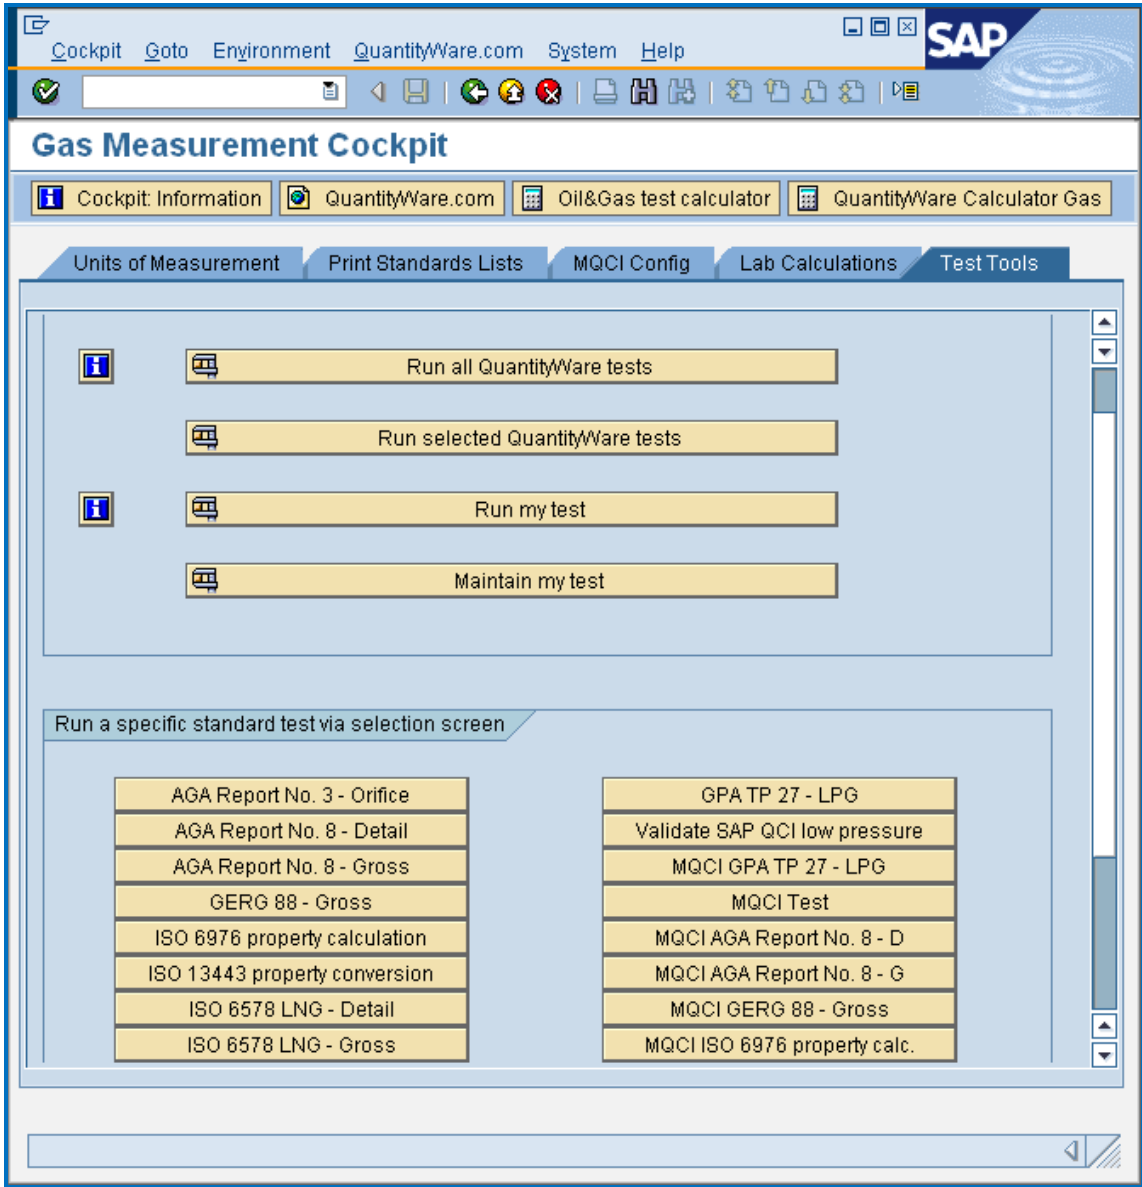 Cockpit Goto Environment QuantityWare.com System Help
SAP
Gas Measurement Cockpit
Cockpit: Information QuantityWare.com Oil&Gas test calculator QuantityWare Calculator Gas
Units of Measurement Print Standards Lists MQCI Config Lab Calculations Test Tools
Run all QuantityWare tests
Run selected QuantityWare tests
Run my test
Maintain my test
Run a specific standard test via selection screen
AGA Report No. 3 - Orifice GPA TP 27 - LPG
AGA Report No. 8 - Detail Validate SAP QCI low pressure
AGA Report No. 8 - Gross MQCI GPA TP 27 - LPG
GERG 88 - Gross MQCI Test
ISO 6976 property calculation MQCI AGA Report No. 8 - D
ISO 13443 property conversion MQCI AGA Report No. 8 - G
ISO 6578 LNG - Detail MQCI GERG 88 - Gross
ISO 6578 LNG - Gross MQCI ISO 6976 property calc.